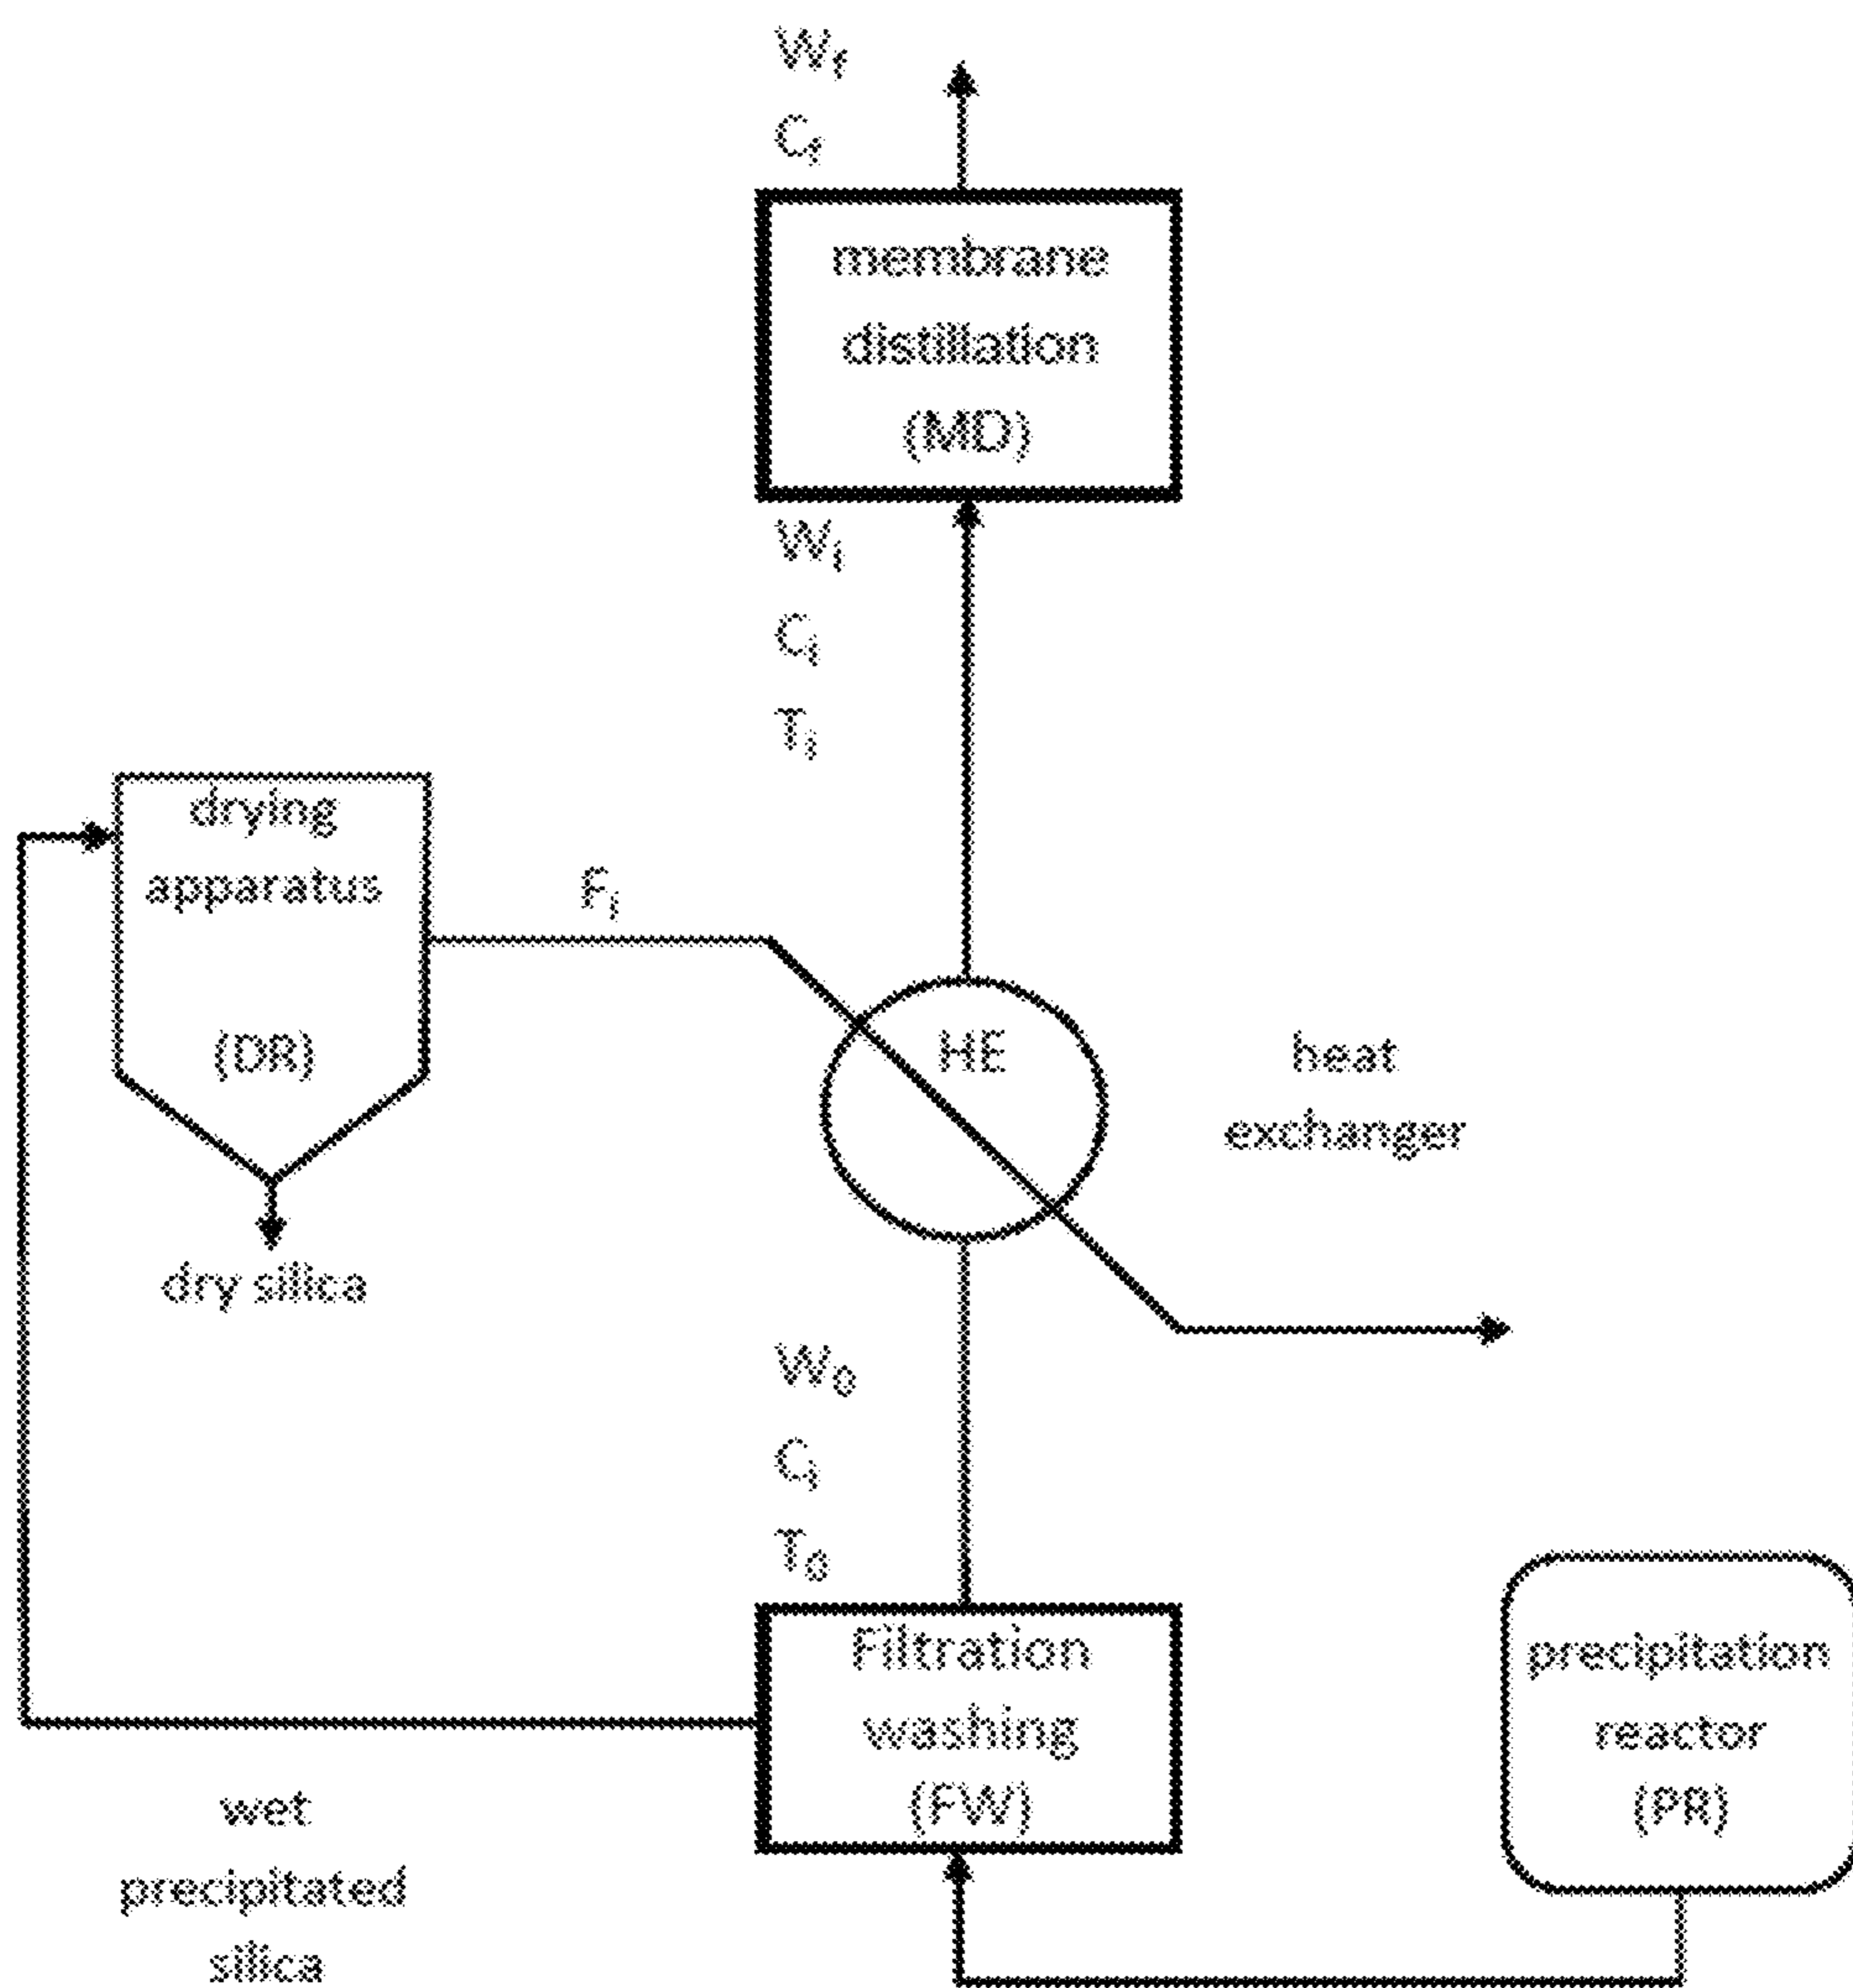 W_f
C_f
membrane
distillation
(MD)
W_i
C_i
T_i
drying
apparatus
(DR)
F_i
HE
heat
exchanger
dry silica
W_0
C_i
T_0
Filtration
washing
(FW)
precipitation
reactor
(PR)
wet
precipitated
silica